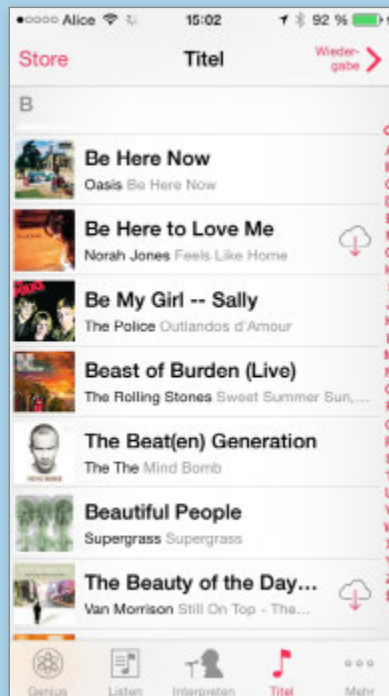 Alice 15:02 92 %
Store Titel Wieder-
gabe
B
Be Here Now
Oasis Be Here Now
Be Here to Love Me
Norah Jones Feels Like Home
Be My Girl -- Sally
The Police Outlandos d'Amour
Beast of Burden (Live)
The Rolling Stones Sweet Summer Sun,...
The Beat(en) Generation
The The Mind Bomb
Beautiful People
Supergrass Supergrass
The Beauty of the Day...
Van Morrison Still On Top - The...
Genius Listen Interpreten Titel Mehr